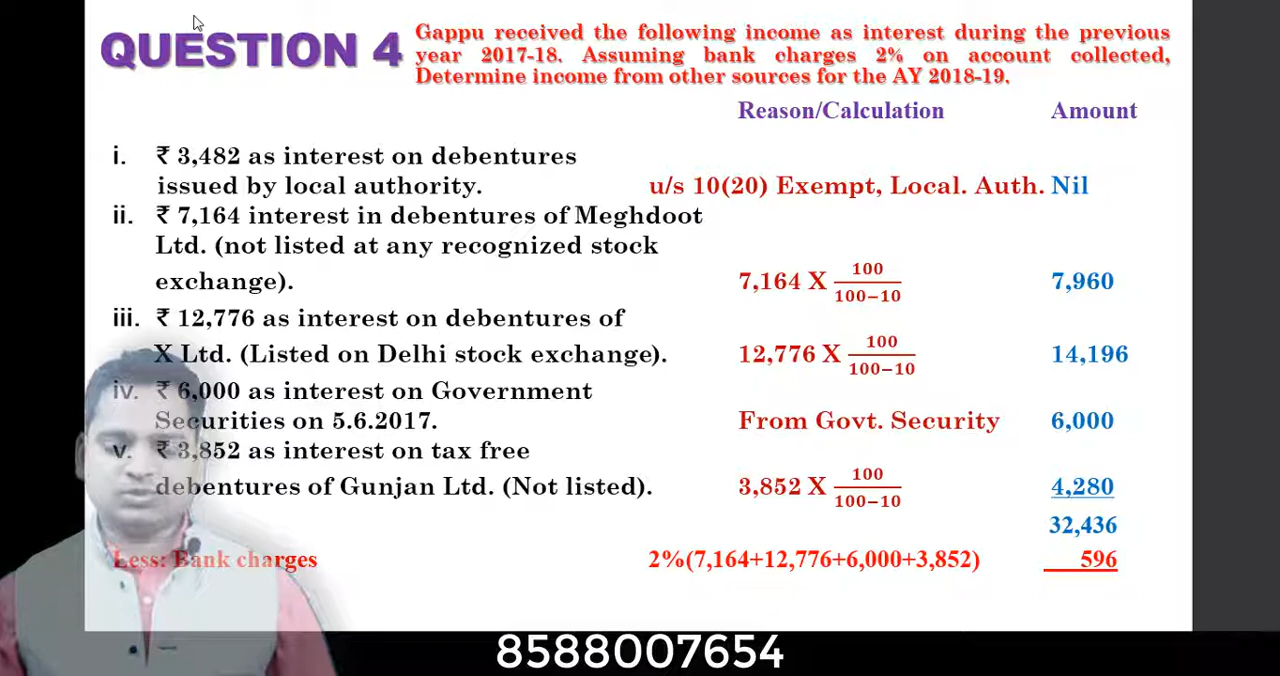 QUESTION 4
Gappu received the following income as interest during the previous
year 2017-18. Assuming bank charges 2% on account collected,
Determine income from other sources for the AY 2018-19.
Reason/Calculation Amount
i. ₹ 3,482 as interest on debentures
issued by local authority. u/s 10(20) Exempt, Local. Auth. Nil
ii. ₹ 7,164 interest in debentures of Meghdoot
Ltd. (not listed at any recognized stock
exchange). 7,164 X 100/100−10 7,960
iii. ₹ 12,776 as interest on debentures of
X Ltd. (Listed on Delhi stock exchange). 12,776 X 100/100−10 14,196
iv. ₹ 6,000 as interest on Government
Securities on 5.6.2017. From Govt. Security 6,000
v. ₹ 3,852 as interest on tax free
debentures of Gunjan Ltd. (Not listed). 3,852 X 100/100−10 4,280
32,436
Less: Bank charges 2%(7,164+12,776+6,000+3,852) 596
8588007654